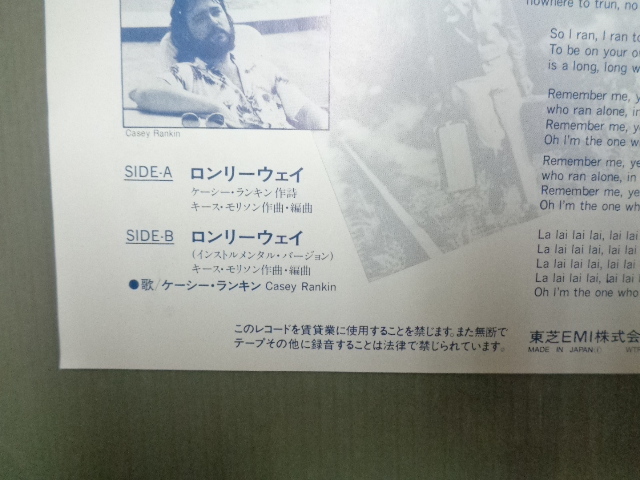 nowhere to trun, no
So I ran, I ran to
To be on your
is a long, long
Remember me,
who ran alone, in
Remember me,
Oh I'm the one
Remember me,
who ran alone, in
Remember me,
Oh I'm the one
La lai lai lai, lai lai
La lai lai lai, lai lai
La lai lai lai, lai lai
La lai lai lai, lai lai
Oh I'm the one who
Casey Rankin
SIDE-A ロンリーウェイ
ケーシー・ランキン作詩
キース・モリソン作曲・編曲
SIDE-B ロンリーウェイ
(インストルメンタル・バージョン)
キース・モリソン作曲・編曲
●歌/ケーシー・ランキン Casey Rankin
このレコードを賃貸業に使用することを禁じます。また無断で
テープその他に録音することは法律で禁じられています。
東芝EMI株式会
MADE IN JAPAN